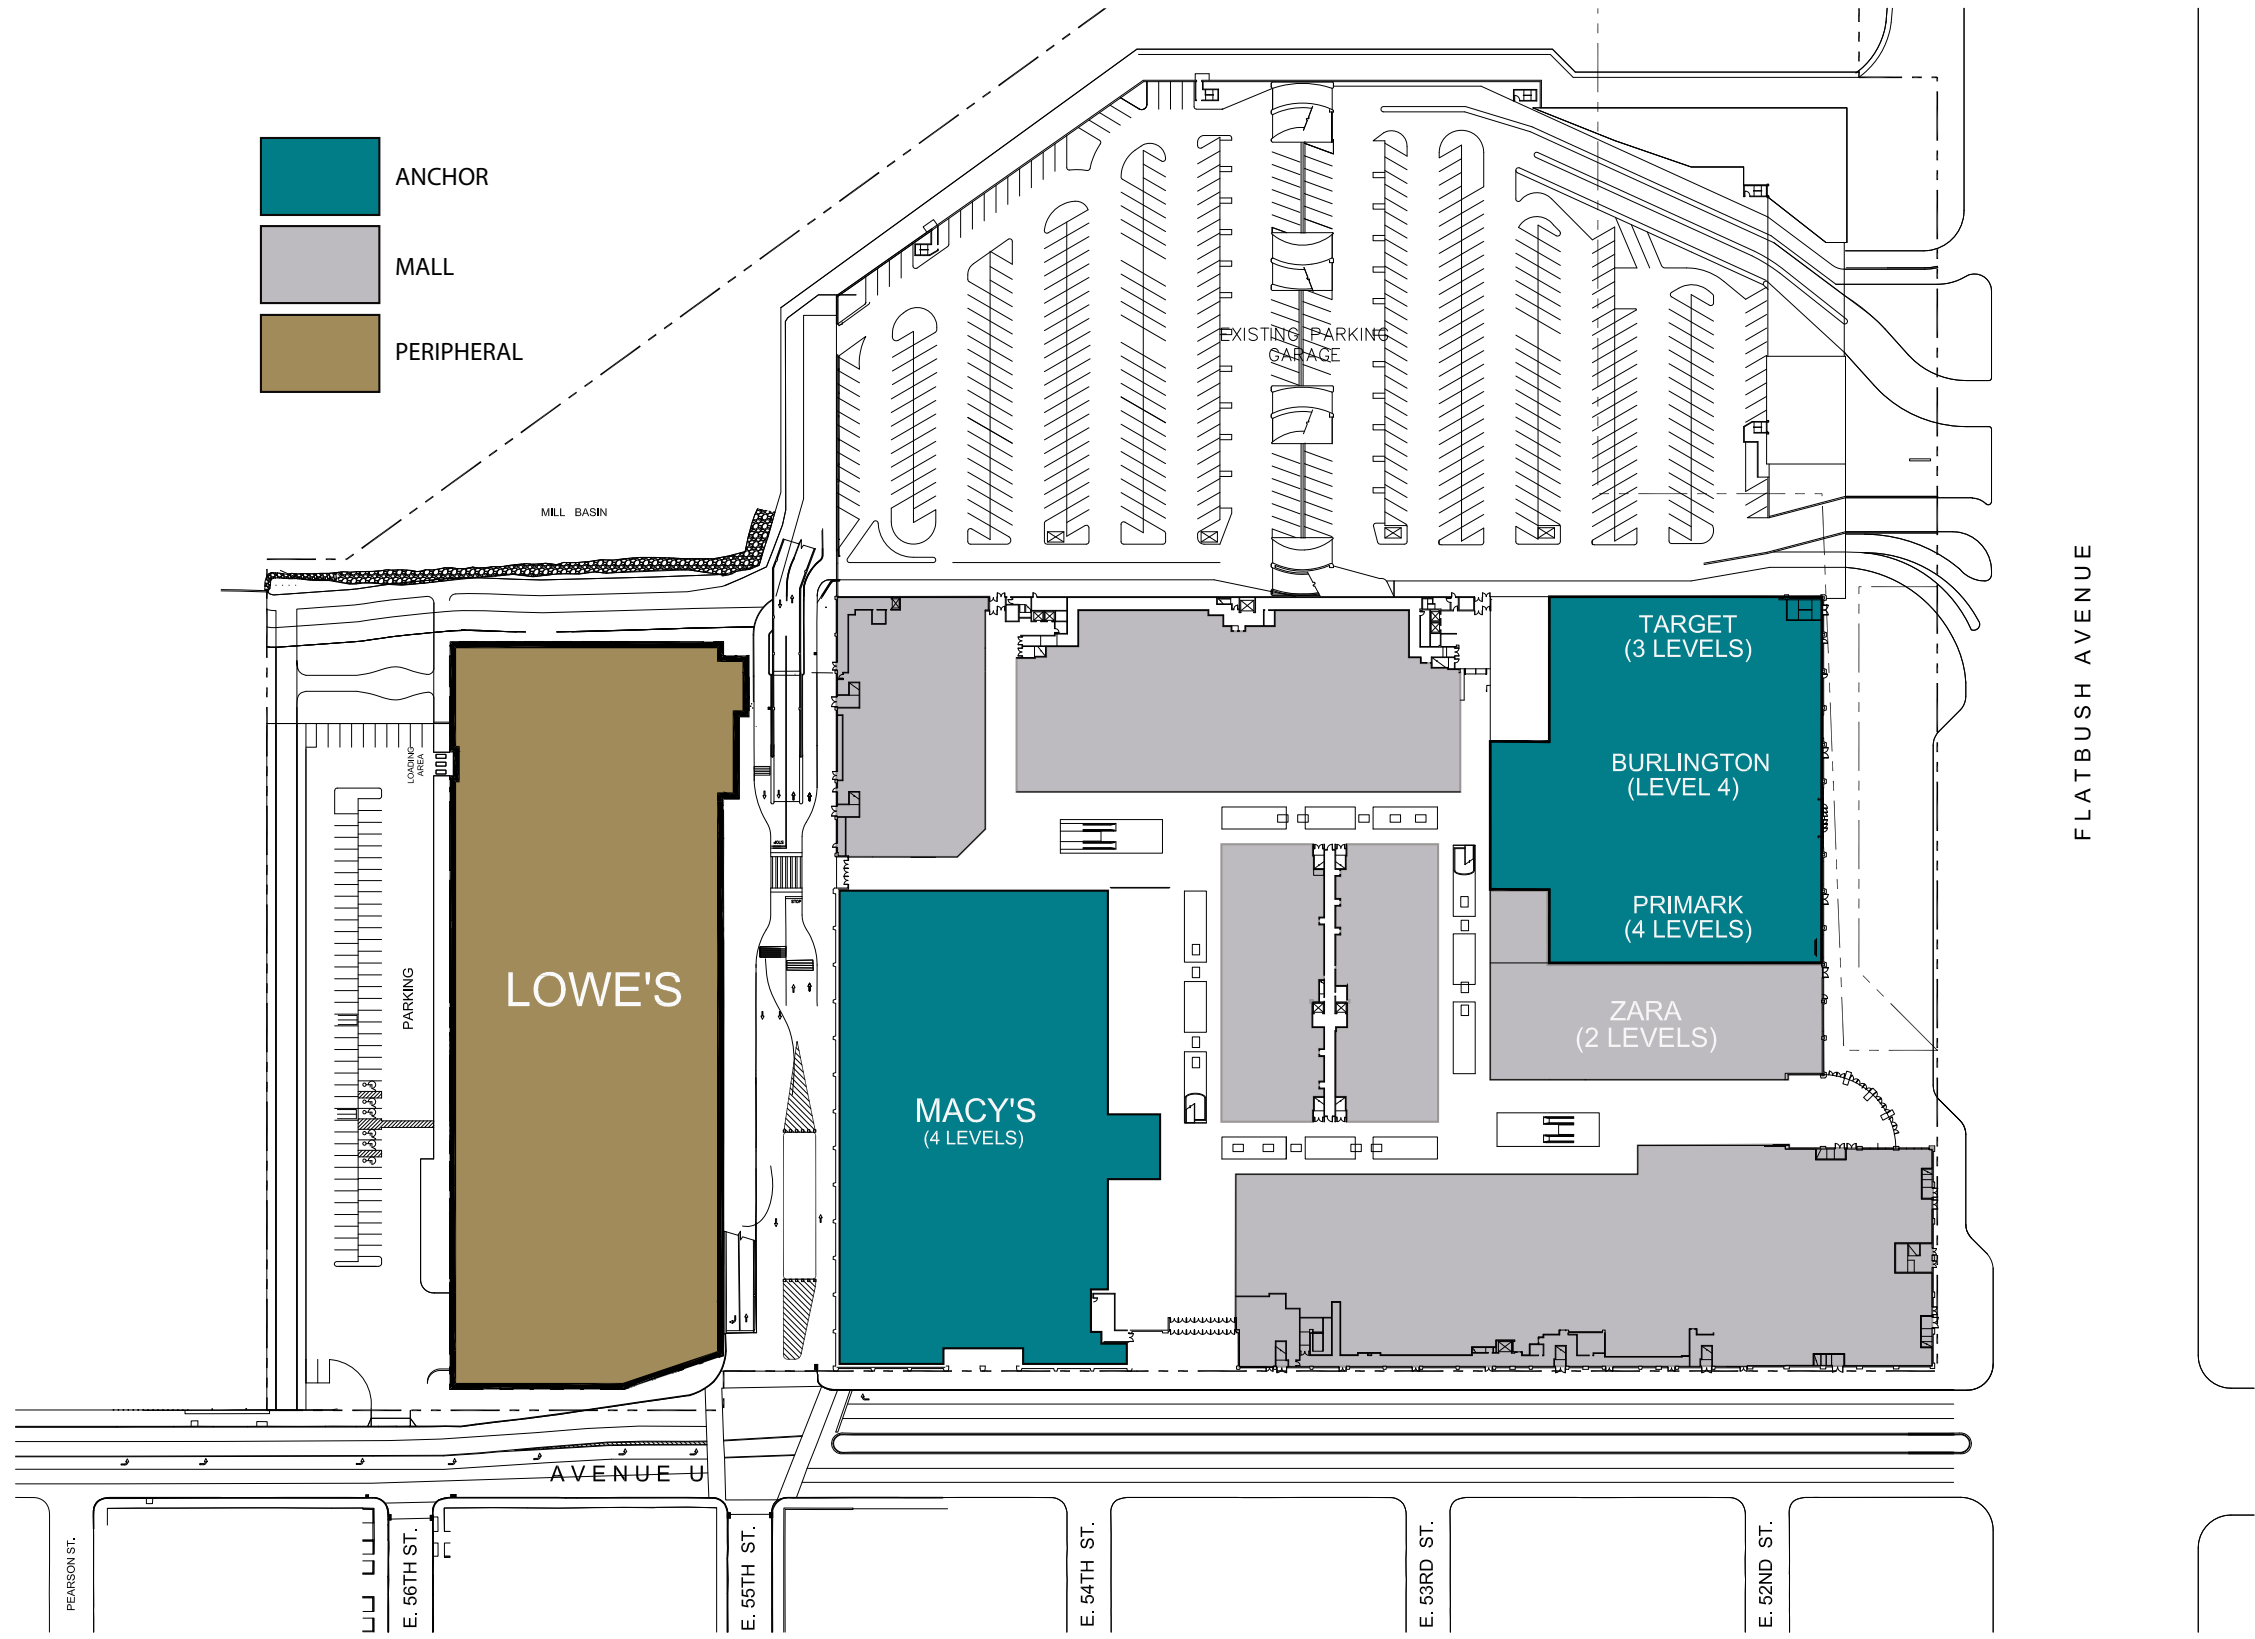 ANCHOR
MALL
PERIPHERAL
EXISTING PARKING
GARAGE
MILL BASIN
TARGET
(3 LEVELS)
BURLINGTON
(LEVEL 4)
PRIMARK
(4 LEVELS)
ZARA
(2 LEVELS)
FLATBUSH AVENUE
LOADING
AREA
PARKING
LOWE'S
STOP
STOP
MACY'S
(4 LEVELS)
AVENUE U
PEARSON ST.
E. 56TH ST.
E. 55TH ST.
E. 54TH ST.
E. 53RD ST.
E. 52ND ST.